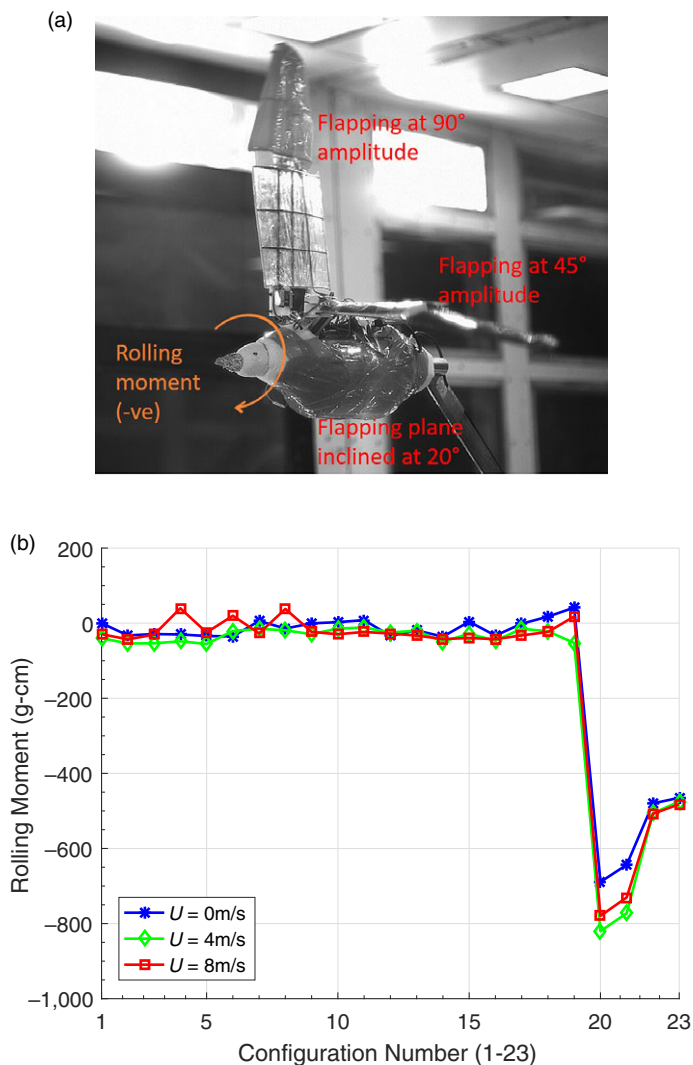 (a)
Flapping at 90°
amplitude
Flapping at 45°
amplitude
Rolling
moment
(-ve)
Flapping plane
inclined at 20°
(b)
200
0
−200
−400
−600
−800
−1,000
Rolling Moment (g-cm)
U = 0m/s
U = 4m/s
U = 8m/s
1 5 10 15 20 23
Configuration Number (1-23)